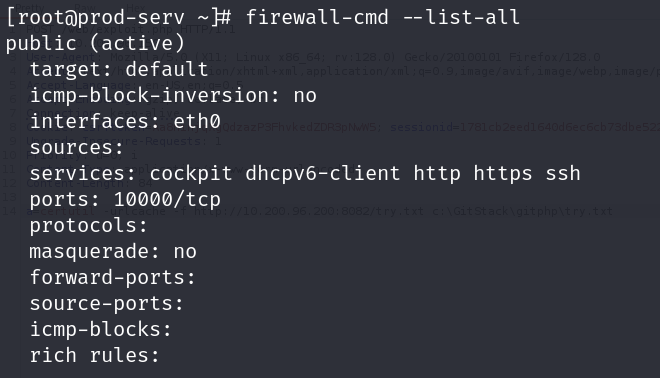 [root@prod-serv ~]# firewall-cmd --list-all
public (active)
  target: default
  icmp-block-inversion: no
  interfaces: eth0
  sources:
  services: cockpit dhcpv6-client http https ssh
  ports: 10000/tcp
  protocols:
  masquerade: no
  forward-ports:
  source-ports:
  icmp-blocks:
  rich rules: